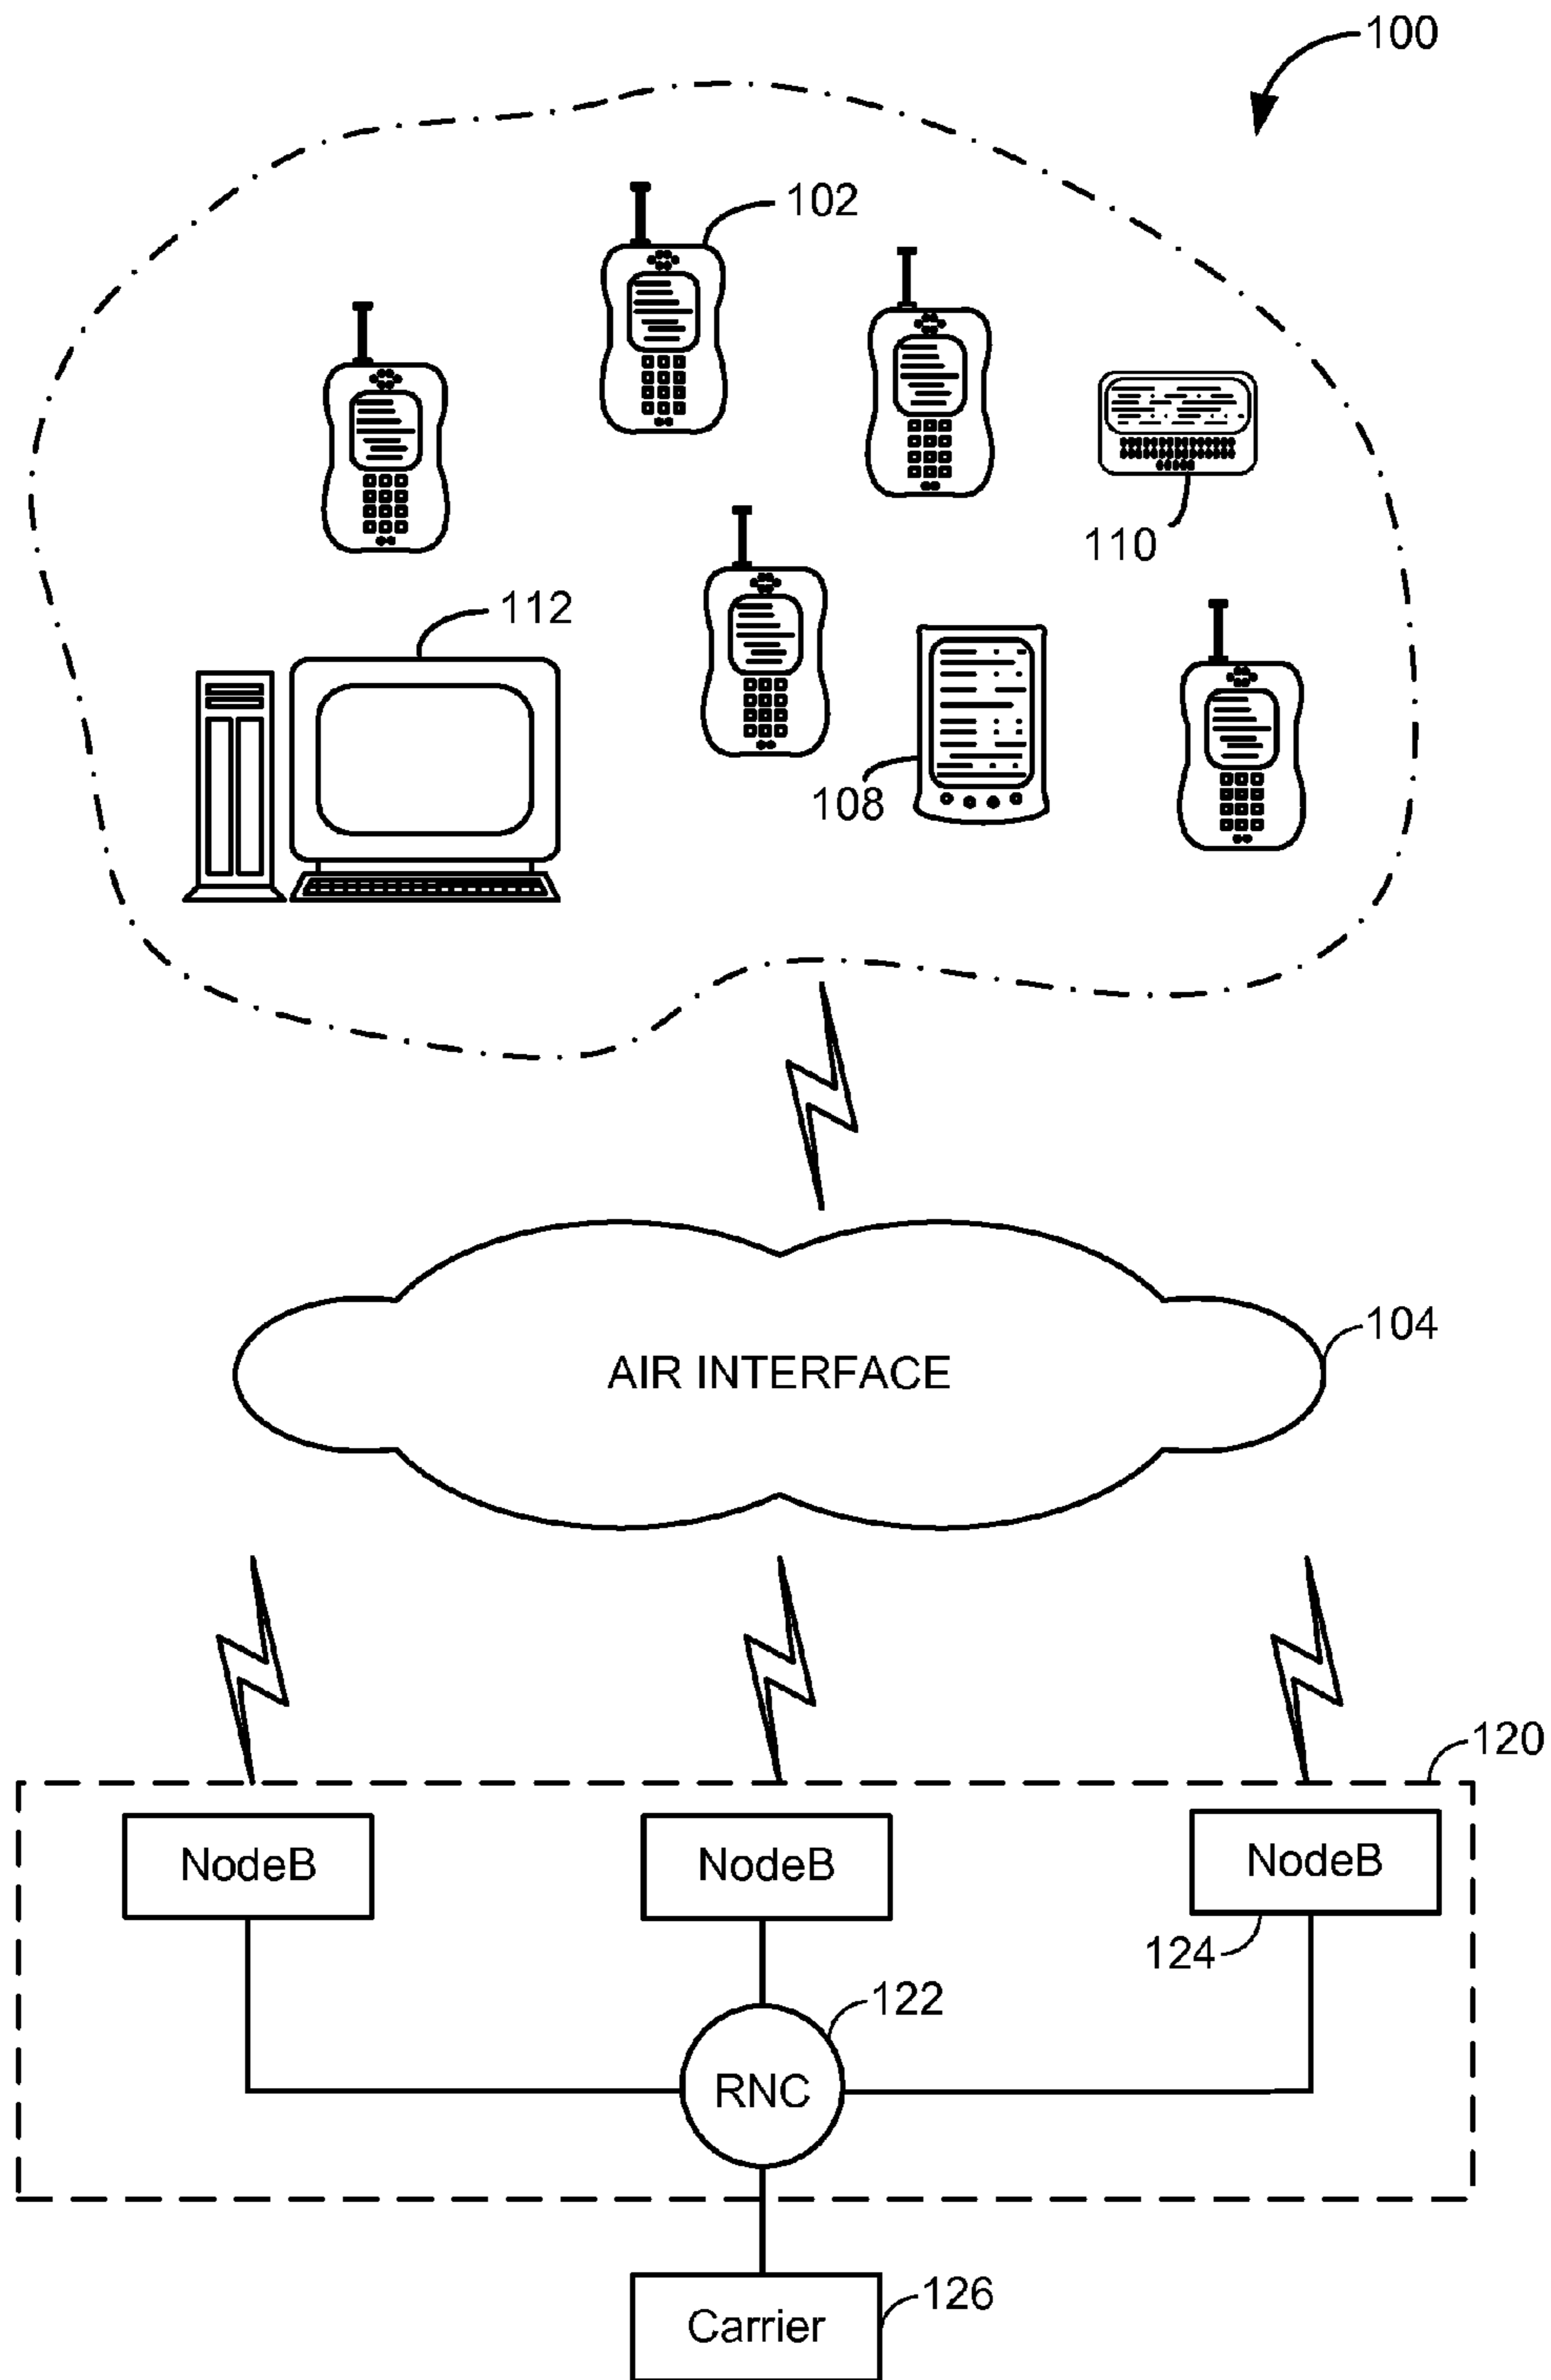 100
102
110
112
108
104
AIR INTERFACE
120
NodeB
NodeB
NodeB
124
122
RNC
126
Carrier